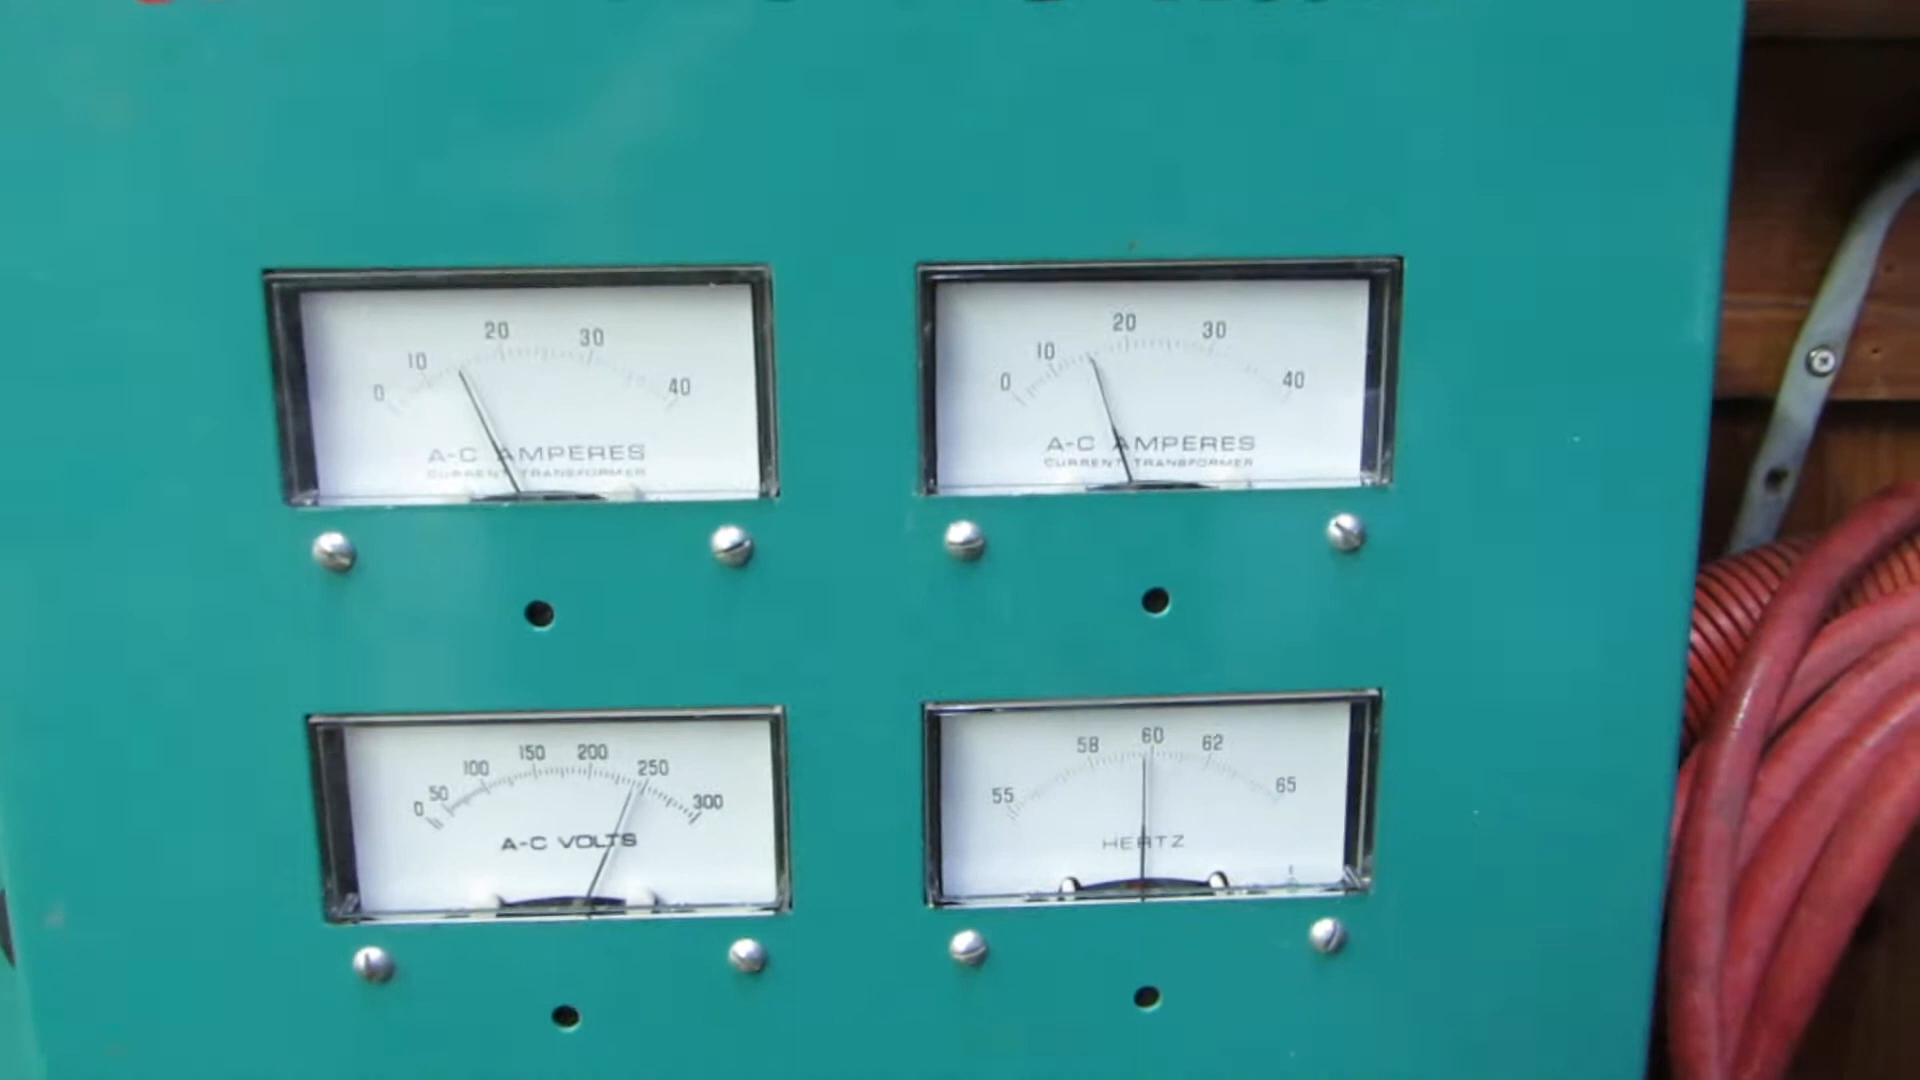 0 10 20 30 40
A-C AMPERES
CURRENT TRANSFORMER
0 10 20 30 40
A-C AMPERES
CURRENT TRANSFORMER
0 50 100 150 200 250 300
A-C VOLTS
55 58 60 62 65
HERTZ